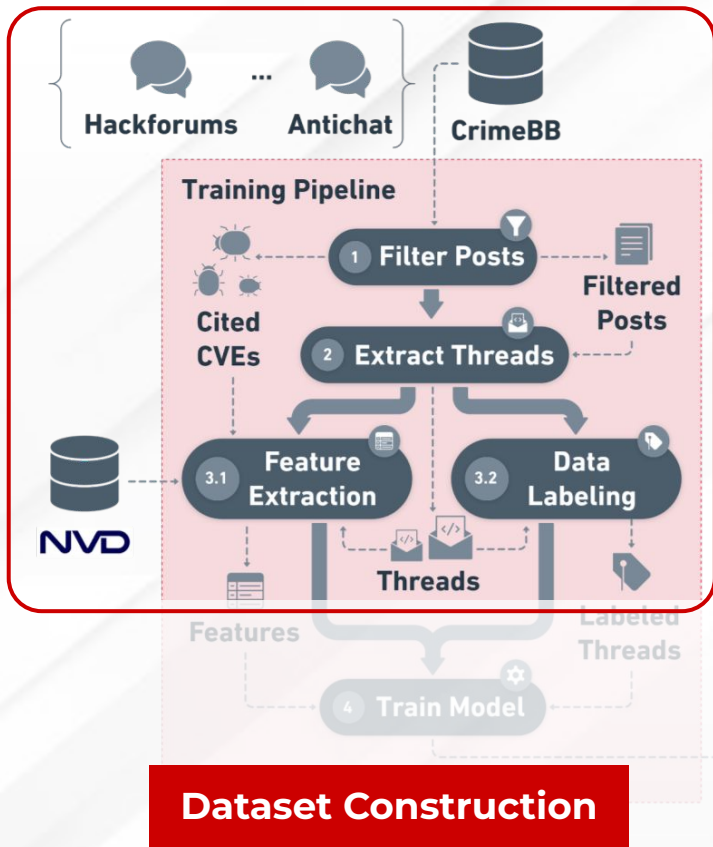 Hackforums
...
Antichat
CrimeBB
Training Pipeline
1 Filter Posts
Cited
CVEs
Filtered
Posts
2 Extract Threads
3.1 Feature
Extraction
3.2 Data
Labeling
NVD
</>
</>
Threads
Features
Labeled
Threads
4 Train Model
Dataset Construction